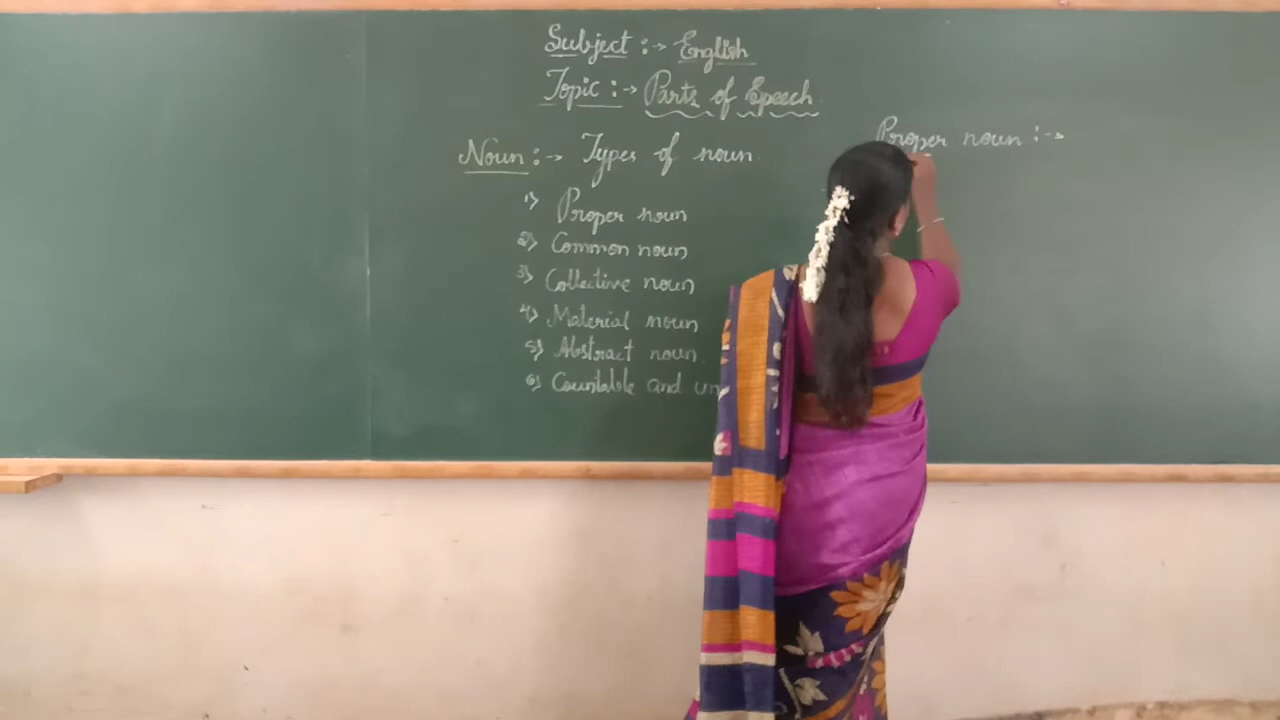 Subject :→ English
Topic :→ Parts of Speech
Noun :→ Types of noun
1) Proper noun
2) Common noun
3) Collective noun
4) Material noun
5) Abstract noun
6) Countable and un
Proper noun :→